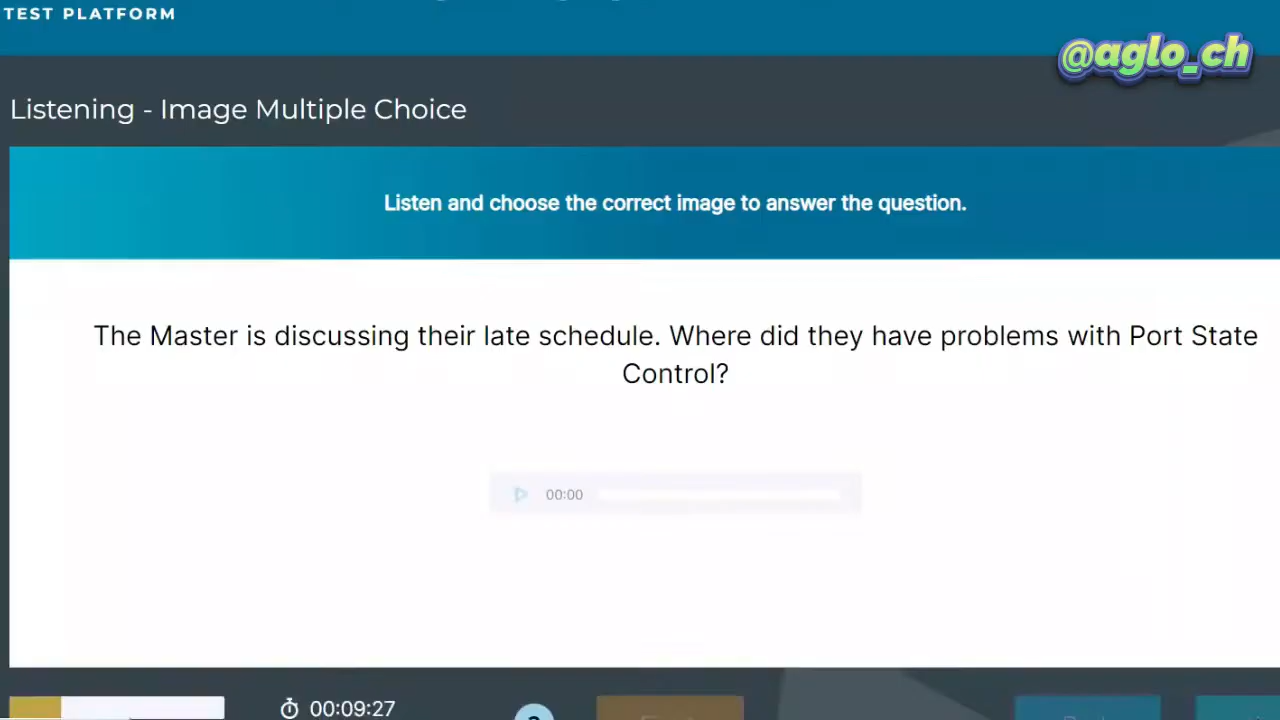 TEST PLATFORM
@aglo_ch
Listening - Image Multiple Choice
Listen and choose the correct image to answer the question.
The Master is discussing their late schedule. Where did they have problems with Port State
Control?
00:00
00:09:27